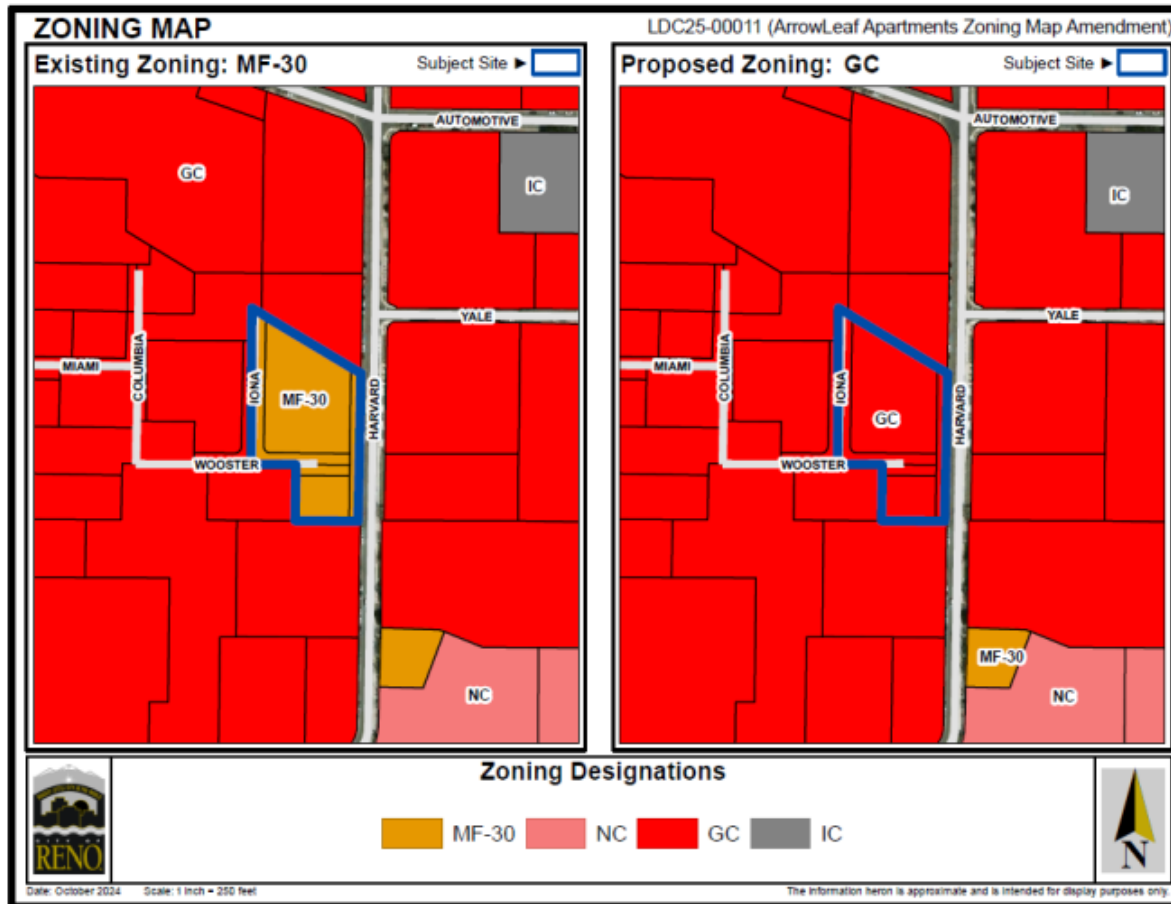 ZONING MAP
LDC25-00011 (ArrowLeaf Apartments Zoning Map Amendment)
Existing Zoning: MF-30
Subject Site ►
AUTOMOTIVE
GC
IC
COLUMBIA
YALE
MIAMI
IONA
MF-30
HARVARD
WOOSTER
NC
Proposed Zoning: GC
Subject Site ►
AUTOMOTIVE
IC
COLUMBIA
YALE
MIAMI
IONA
GC
HARVARD
WOOSTER
MF-30
NC
Zoning Designations
MF-30 NC GC IC
CITY OF
RENO
N
Date: October 2024 Scale: 1 inch = 250 feet
The information heron is approximate and is intended for display purposes only.